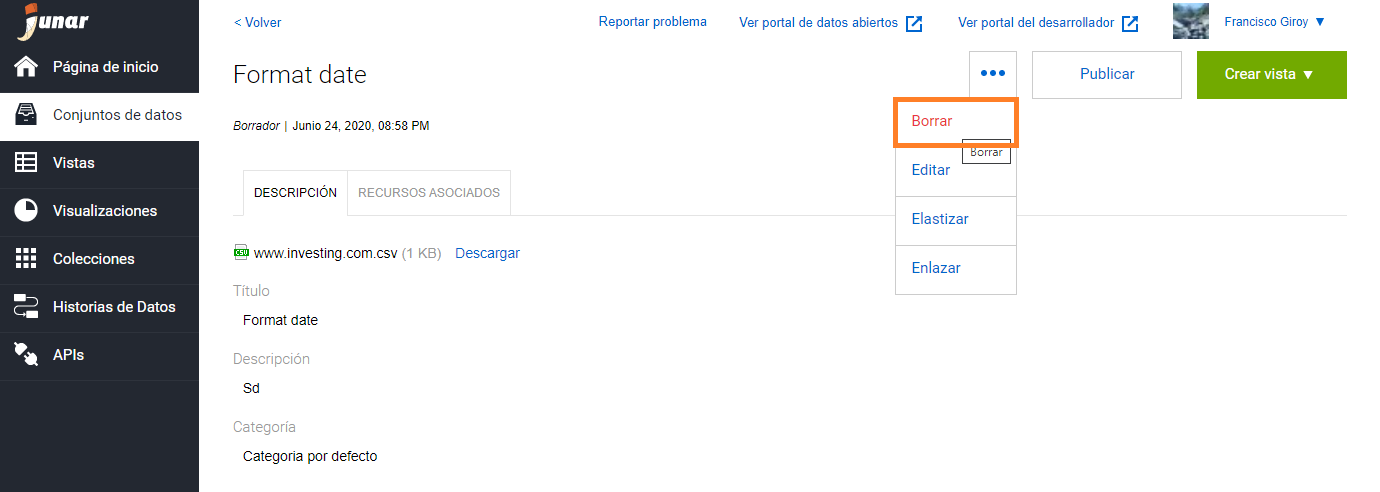 junar
< Volver
Reportar problema
Ver portal de datos abiertos
Ver portal del desarrollador
Francisco Giroy ▼
Página de inicio
Conjuntos de datos
Vistas
Visualizaciones
Colecciones
Historias de Datos
APIs
Format date
•••
Publicar
Crear vista ▼
Borrador | Junio 24, 2020, 08:58 PM
Borrar
Borrar
Editar
Elastizar
Enlazar
DESCRIPCIÓN
RECURSOS ASOCIADOS
CSV www.investing.com.csv (1 KB) Descargar
Título
Format date
Descripción
Sd
Categoría
Categoria por defecto